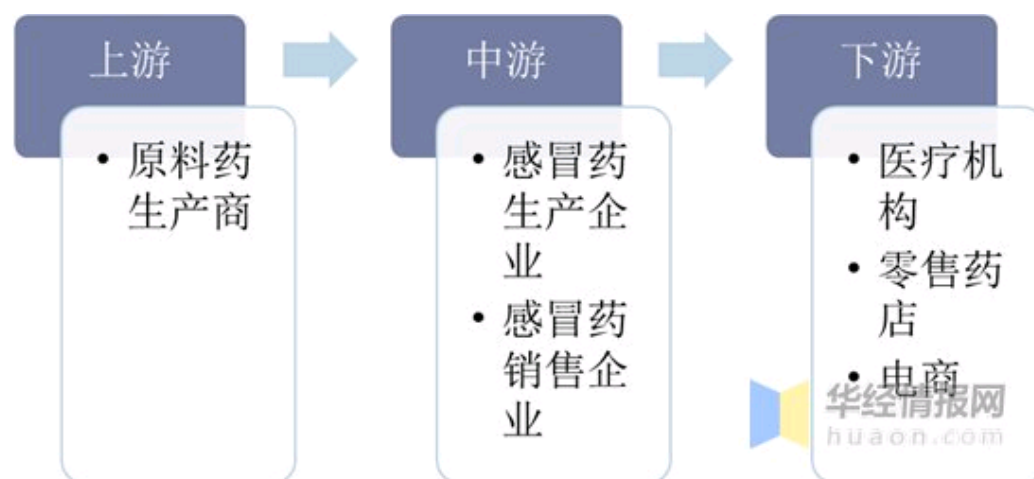 上游
• 原料药
生产商
中游
• 感冒药
生产企
业
• 感冒药
销售企
业
下游
• 医疗机
构
• 零售药
店
• 电商
华经情报网
huaon.com